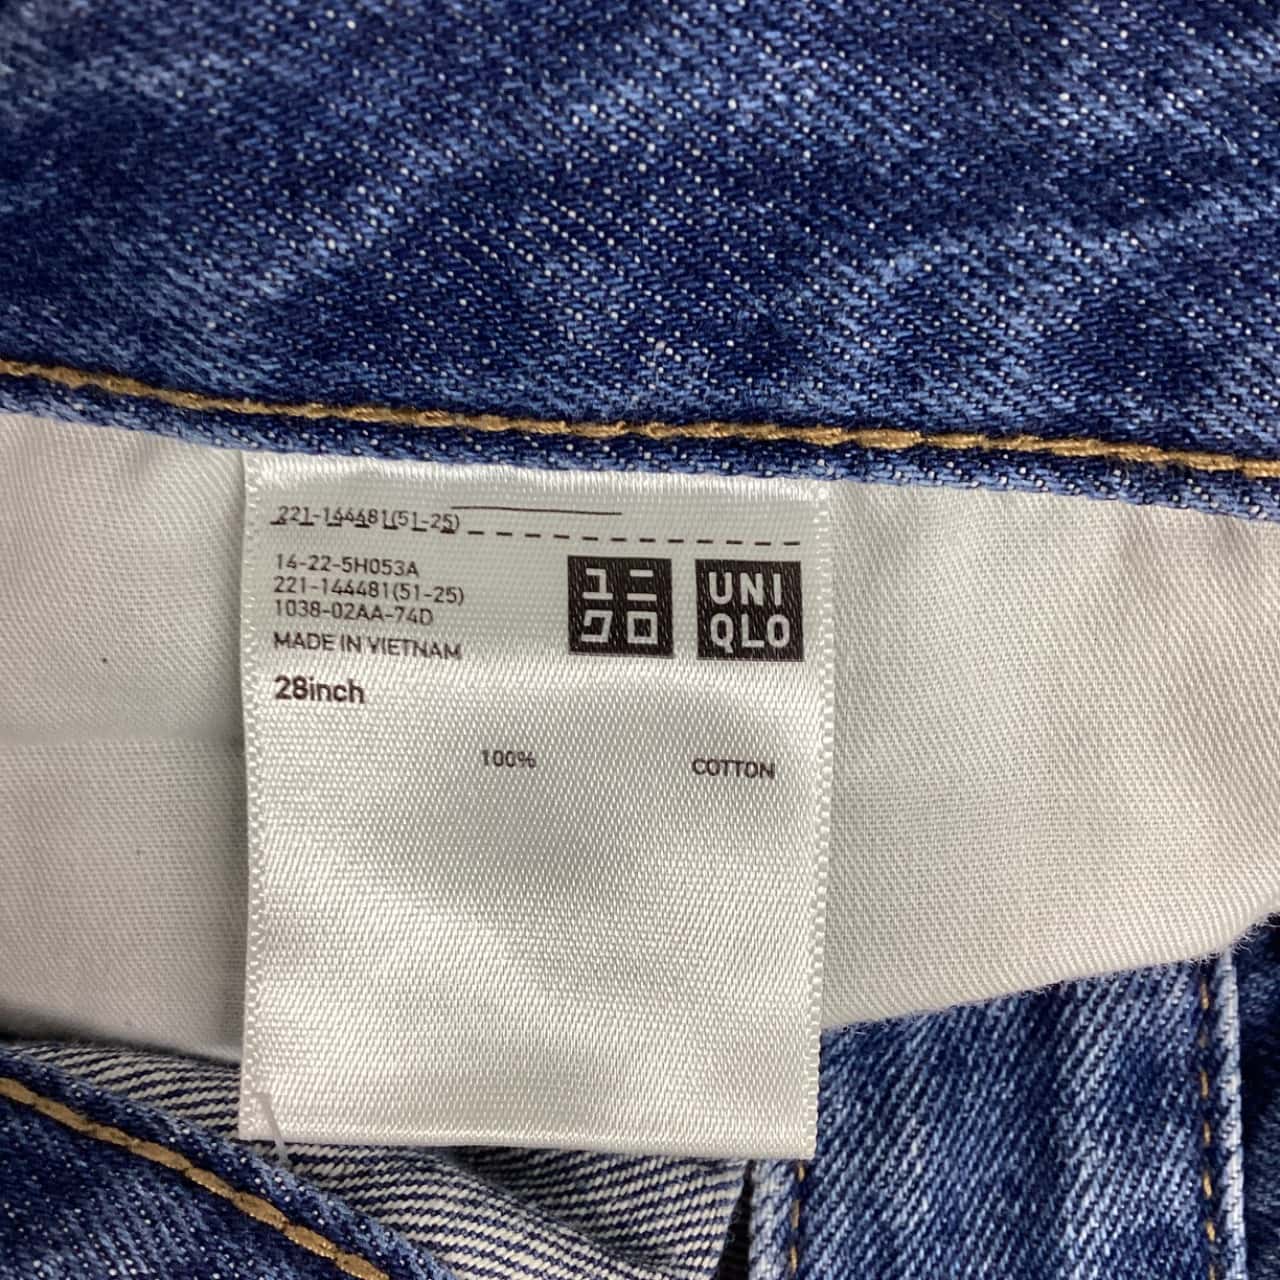 221-144481(51-25)
14-22-5H053A
221-144481(51-25)
1038-02AA-74D
MADE IN VIETNAM
ユニ
クロ
UNI
QLO
28inch
100% COTTON